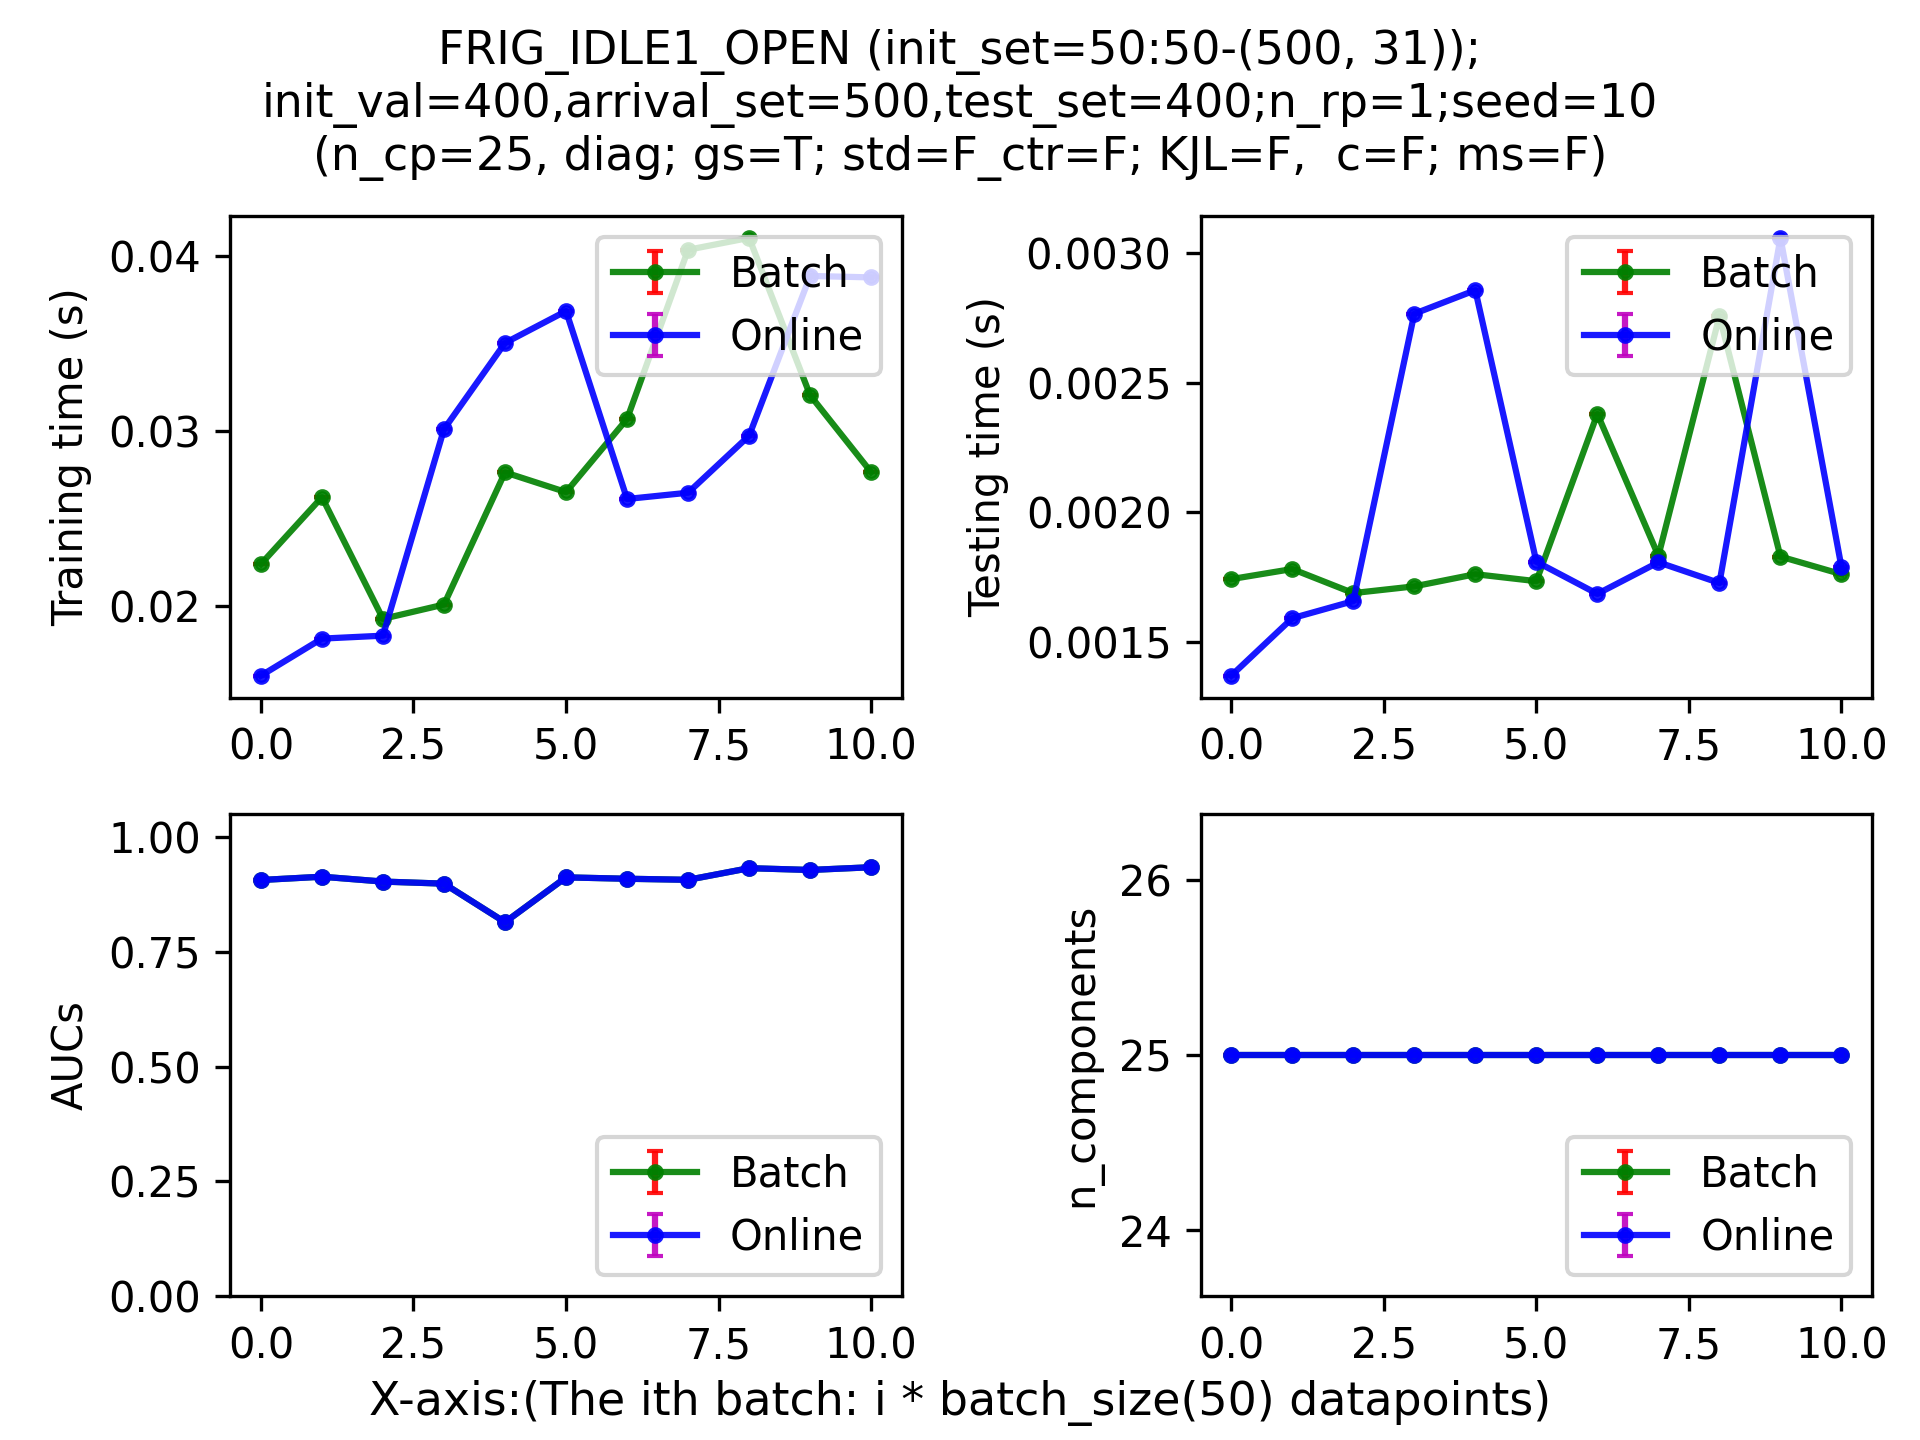 FRIG_IDLE1_OPEN (init_set=50:50-(500, 31));
init_val=400,arrival_set=500,test_set=400;n_rp=1;seed=10
(n_cp=25, diag; gs=T; std=F_ctr=F; KJL=F,  c=F; ms=F)
Training time (s)
0.04
0.03
0.02
Batch
Online
0.0 2.5 5.0 7.5 10.0
Testing time (s)
0.0030
0.0025
0.0020
0.0015
Batch
Online
0.0 2.5 5.0 7.5 10.0
AUCs
1.00
0.75
0.50
0.25
0.00
Batch
Online
0.0 2.5 5.0 7.5 10.0
n_components
26
25
24
Batch
Online
0.0 2.5 5.0 7.5 10.0
X-axis:(The ith batch: i * batch_size(50) datapoints)